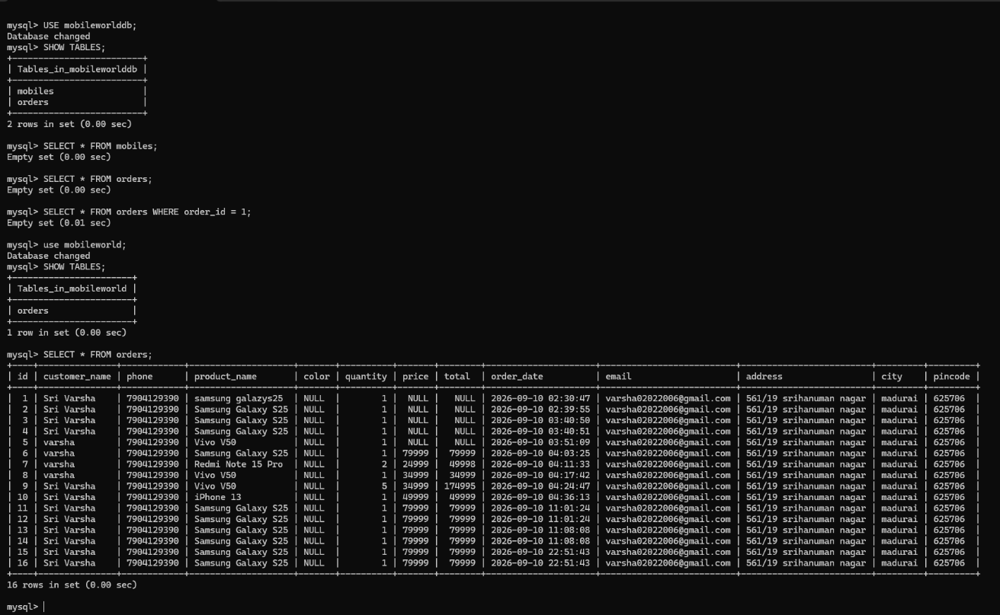 mysql> USE mobileworlddb;
Database changed
mysql> SHOW TABLES;
+-------------------------+
| Tables_in_mobileworlddb |
+-------------------------+
| mobiles                 |
| orders                  |
+-------------------------+
2 rows in set (0.00 sec)

mysql> SELECT * FROM mobiles;
Empty set (0.00 sec)

mysql> SELECT * FROM orders;
Empty set (0.00 sec)

mysql> SELECT * FROM orders WHERE order_id = 1;
Empty set (0.01 sec)

mysql> use mobileworld;
Database changed
mysql> SHOW TABLES;
+-----------------------+
| Tables_in_mobileworld |
+-----------------------+
| orders                |
+-----------------------+
1 row in set (0.00 sec)

mysql> SELECT * FROM orders;
+----+---------------+------------+--------------------+-------+----------+-------+--------+---------------------+-------------------------+------------------------+---------+---------+
| id | customer_name | phone      | product_name       | color | quantity | price | total  | order_date          | email                   | address                | city    | pincode |
+----+---------------+------------+--------------------+-------+----------+-------+--------+---------------------+-------------------------+------------------------+---------+---------+
|  1 | Sri Varsha    | 7904129390 | samsung galazys25  | NULL  |        1 |  NULL |   NULL | 2026-09-10 02:30:47 | varsha02022006@gmail.com | 561/19 srihanuman nagar | madurai | 625706  |
|  2 | Sri Varsha    | 7904129390 | Samsung Galaxy S25 | NULL  |        1 |  NULL |   NULL | 2026-09-10 02:39:55 | varsha02022006@gmail.com | 561/19 srihanuman nagar | madurai | 625706  |
|  3 | Sri Varsha    | 7904129390 | Samsung Galaxy S25 | NULL  |        1 |  NULL |   NULL | 2026-09-10 03:40:50 | varsha02022006@gmail.com | 561/19 srihanuman nagar | madurai | 625706  |
|  4 | Sri Varsha    | 7904129390 | Samsung Galaxy S25 | NULL  |        1 |  NULL |   NULL | 2026-09-10 03:40:51 | varsha02022006@gmail.com | 561/19 srihanuman nagar | madurai | 625706  |
|  5 | varsha        | 7904129390 | Vivo V50           | NULL  |        1 |  NULL |   NULL | 2026-09-10 03:51:09 | varsha02022006@gmail.com | 561/19 srihanuman nagar | madurai | 625706  |
|  6 | varsha        | 7904129390 | Samsung Galaxy S25 | NULL  |        1 | 79999 |  79999 | 2026-09-10 04:03:25 | varsha02022006@gmail.com | 561/19 srihanuman nagar | madurai | 625706  |
|  7 | varsha        | 7904129390 | Redmi Note 15 Pro  | NULL  |        2 | 24999 |  49998 | 2026-09-10 04:11:33 | varsha02022006@gmail.com | 561/19 srihanuman nagar | madurai | 625706  |
|  8 | varsha        | 7904129390 | Vivo V50           | NULL  |        1 | 34999 |  34999 | 2026-09-10 04:17:42 | varsha02022006@gmail.com | 561/19 srihanuman nagar | madurai | 625706  |
|  9 | Sri Varsha    | 7904129390 | Vivo V50           | NULL  |        5 | 34999 | 174995 | 2026-09-10 04:24:47 | varsha02022006@gmail.com | 561/19 srihanuman nagar | madurai | 625706  |
| 10 | Sri Varsha    | 7904129390 | iPhone 13          | NULL  |        1 | 49999 |  49999 | 2026-09-10 04:36:13 | varsha02022006@gmail.com | 561/19 srihanuman nagar | madurai | 625706  |
| 11 | Sri Varsha    | 7904129390 | Samsung Galaxy S25 | NULL  |        1 | 79999 |  79999 | 2026-09-10 11:01:24 | varsha02022006@gmail.com | 561/19 srihanuman nagar | madurai | 625706  |
| 12 | Sri Varsha    | 7904129390 | Samsung Galaxy S25 | NULL  |        1 | 79999 |  79999 | 2026-09-10 11:01:24 | varsha02022006@gmail.com | 561/19 srihanuman nagar | madurai | 625706  |
| 13 | Sri Varsha    | 7904129390 | Samsung Galaxy S25 | NULL  |        1 | 79999 |  79999 | 2026-09-10 11:08:08 | varsha02022006@gmail.com | 561/19 srihanuman nagar | madurai | 625706  |
| 14 | Sri Varsha    | 7904129390 | Samsung Galaxy S25 | NULL  |        1 | 79999 |  79999 | 2026-09-10 11:08:08 | varsha02022006@gmail.com | 561/19 srihanuman nagar | madurai | 625706  |
| 15 | Sri Varsha    | 7904129390 | Samsung Galaxy S25 | NULL  |        1 | 79999 |  79999 | 2026-09-10 22:51:43 | varsha02022006@gmail.com | 561/19 srihanuman nagar | madurai | 625706  |
| 16 | Sri Varsha    | 7904129390 | Samsung Galaxy S25 | NULL  |        1 | 79999 |  79999 | 2026-09-10 22:51:43 | varsha02022006@gmail.com | 561/19 srihanuman nagar | madurai | 625706  |
+----+---------------+------------+--------------------+-------+----------+-------+--------+---------------------+-------------------------+------------------------+---------+---------+
16 rows in set (0.00 sec)

mysql>